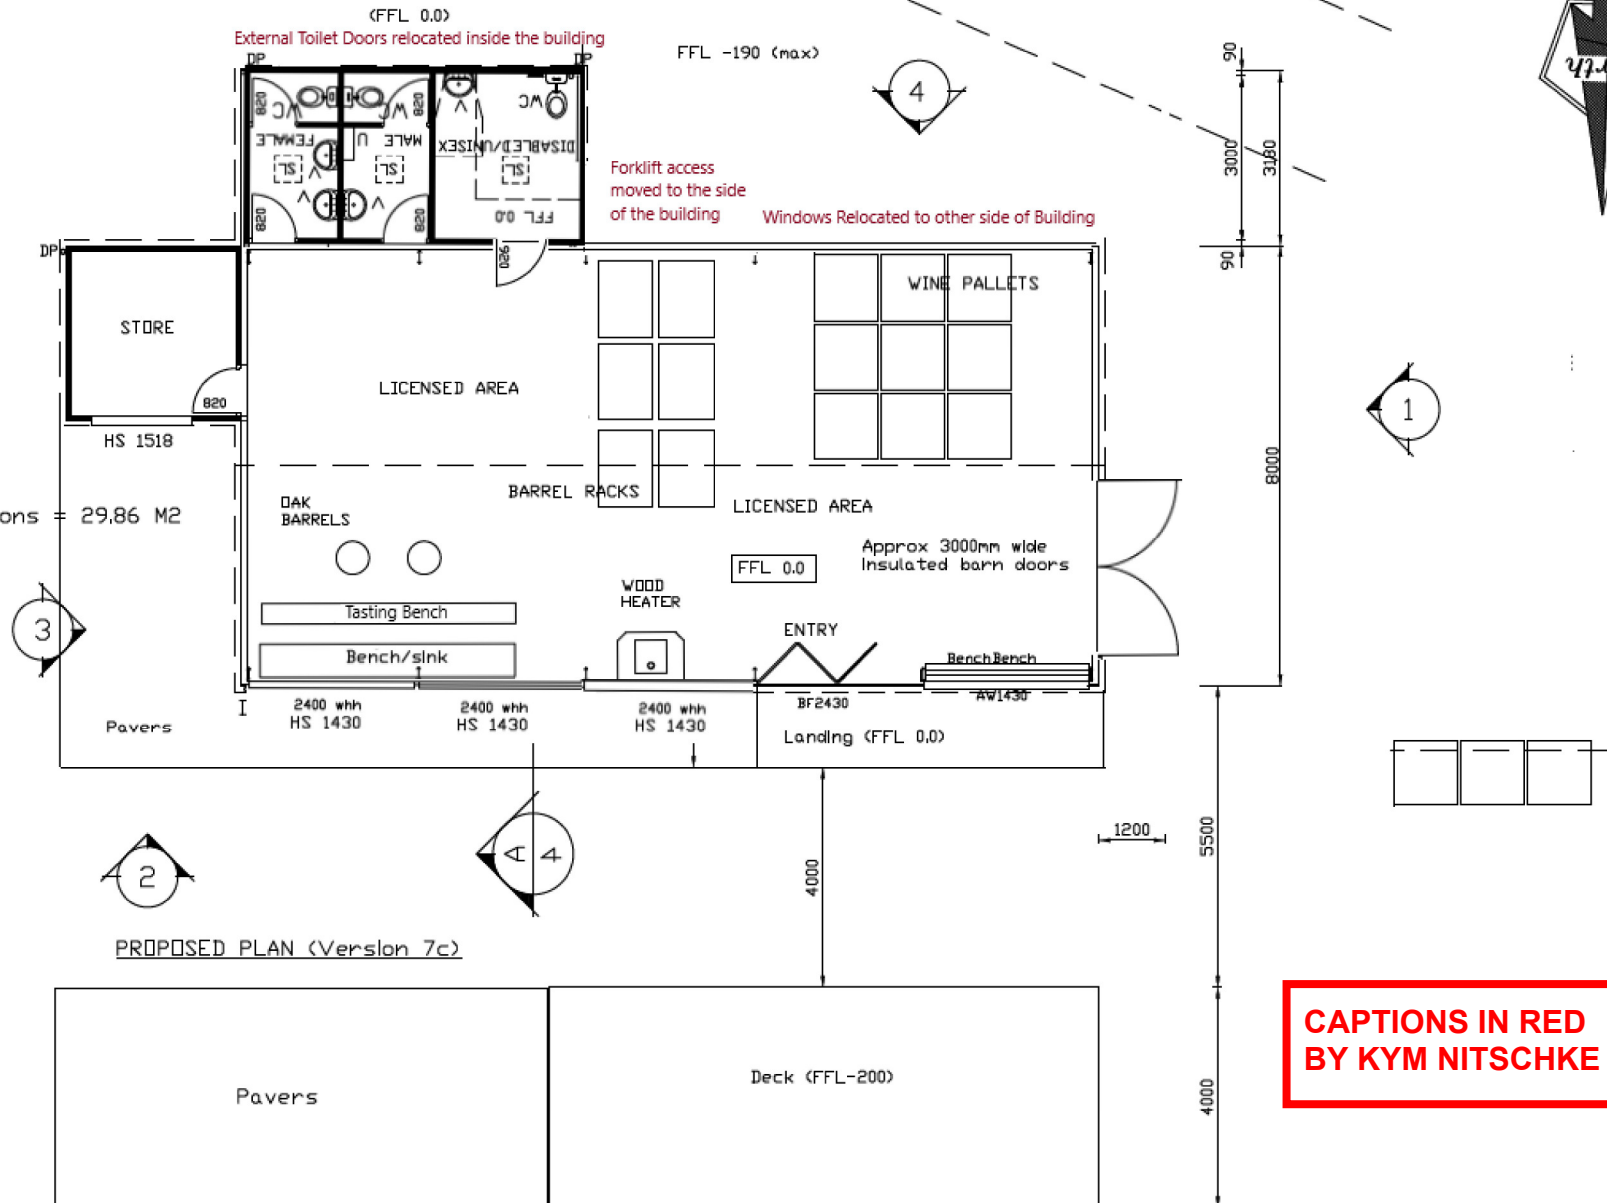 (FFL 0.0)
External Toilet Doors relocated inside the building
DP
DP
FFL -190 (max)
90
4
820
WC
WC
820
WC
FEMALE
U
MALE
DISABLED/UNISEX
SL
SL
SL
3000
3180
Forklift access
moved to the side
of the building
Windows Relocated to other side of Building
V
V
V
820
820
FFL 0.0
920
DP
90
WINE PALLETS
STORE
LICENSED AREA
820
1
HS 1518
8000
BARREL RACKS
OAK
BARRELS
LICENSED AREA
ons = 29.86 M2
Approx 3000mm wide
Insulated barn doors
FFL 0.0
WOOD
HEATER
Tasting Bench
3
ENTRY
Bench/sink
BenchBench
2400 whh
HS 1430
2400 whh
HS 1430
2400 whh
HS 1430
BF2430
AW1430
I
Pavers
Landing (FFL 0.0)
1200
5500
4000
A
4
2
PROPOSED PLAN (Version 7c)
CAPTIONS IN RED
BY KYM NITSCHKE
Deck (FFL-200)
Pavers
4000